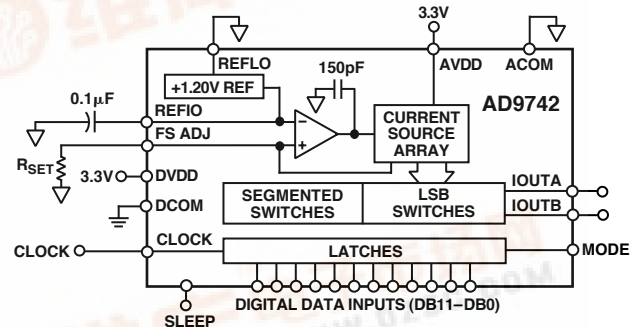 3.3V
REFLO
150pF
AVDD
ACOM
+1.20V REF
AD9742
0.1μF
REFIO
CURRENT
SOURCE
ARRAY
FS ADJ
RSET
3.3V
DVDD
DCOM
SEGMENTED
SWITCHES
LSB
SWITCHES
IOUTA
IOUTB
CLOCK
CLOCK
LATCHES
MODE
DIGITAL DATA INPUTS (DB11–DB0)
SLEEP